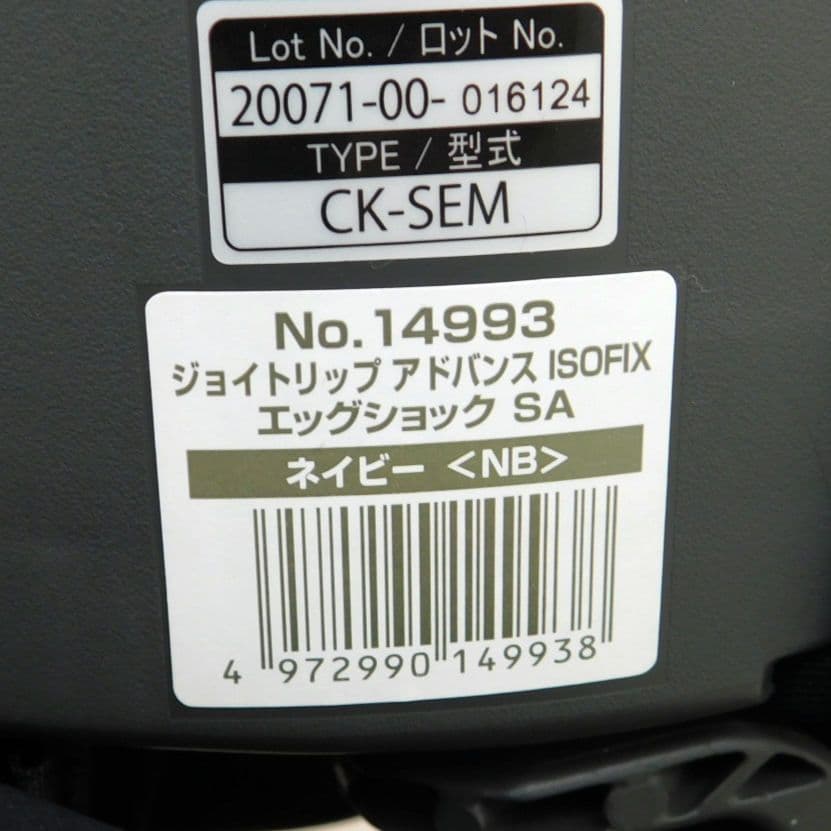 Lot No. / ロット No.
20071-00- 016124
TYPE / 型式
CK-SEM
No.14993
ジョイトリップ アドバンス ISOFIX
エッグショック SA
ネイビー <NB>
4 972990 149938